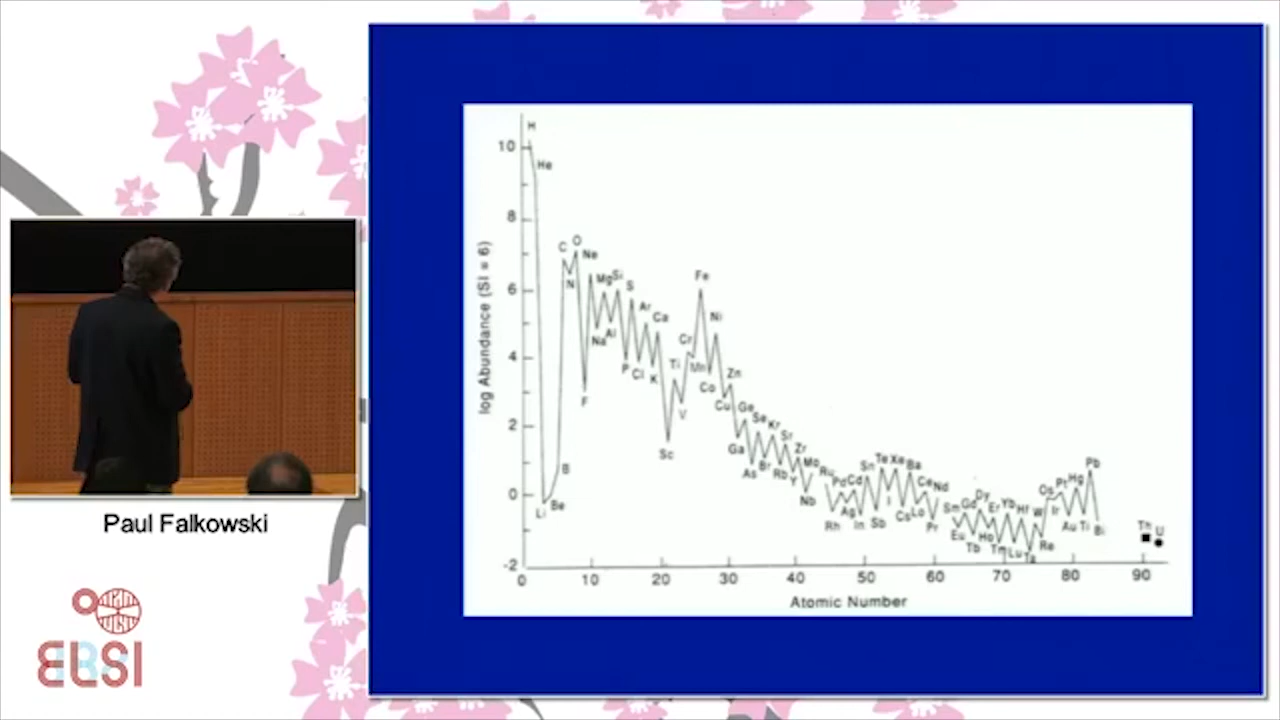 H
He
C
O
Ne
N
Mg
Si
S
Ar
Ca
Na
Al
P
Cl
K
F
Fe
Ni
Cr
Ti
Mn
Co
V
Zn
Cu
Sc
Ge
Se
Kr
Sr
Ga
Zr
As
Br
Rb
Y
Mo
Nb
Ru
Pd
Cd
Sn
Te
Xe
Ba
Rh
Ag
In
Sb
I
Cs
Lo
Ce
Nd
Pr
Sm
Gd
Dy
Er
Yb
Hf
W
Eu
Tb
Ho
Tm
Lu
Ta
Re
Os
Pt
Hg
Pb
Ir
Au
Ti
Bi
Th
U
B
Li
Be
10
8
6
4
2
0
-2
log Abundance (SI = 6)
0 10 20 30 40 50 60 70 80 90
Atomic Number
Paul Falkowski
ELSI